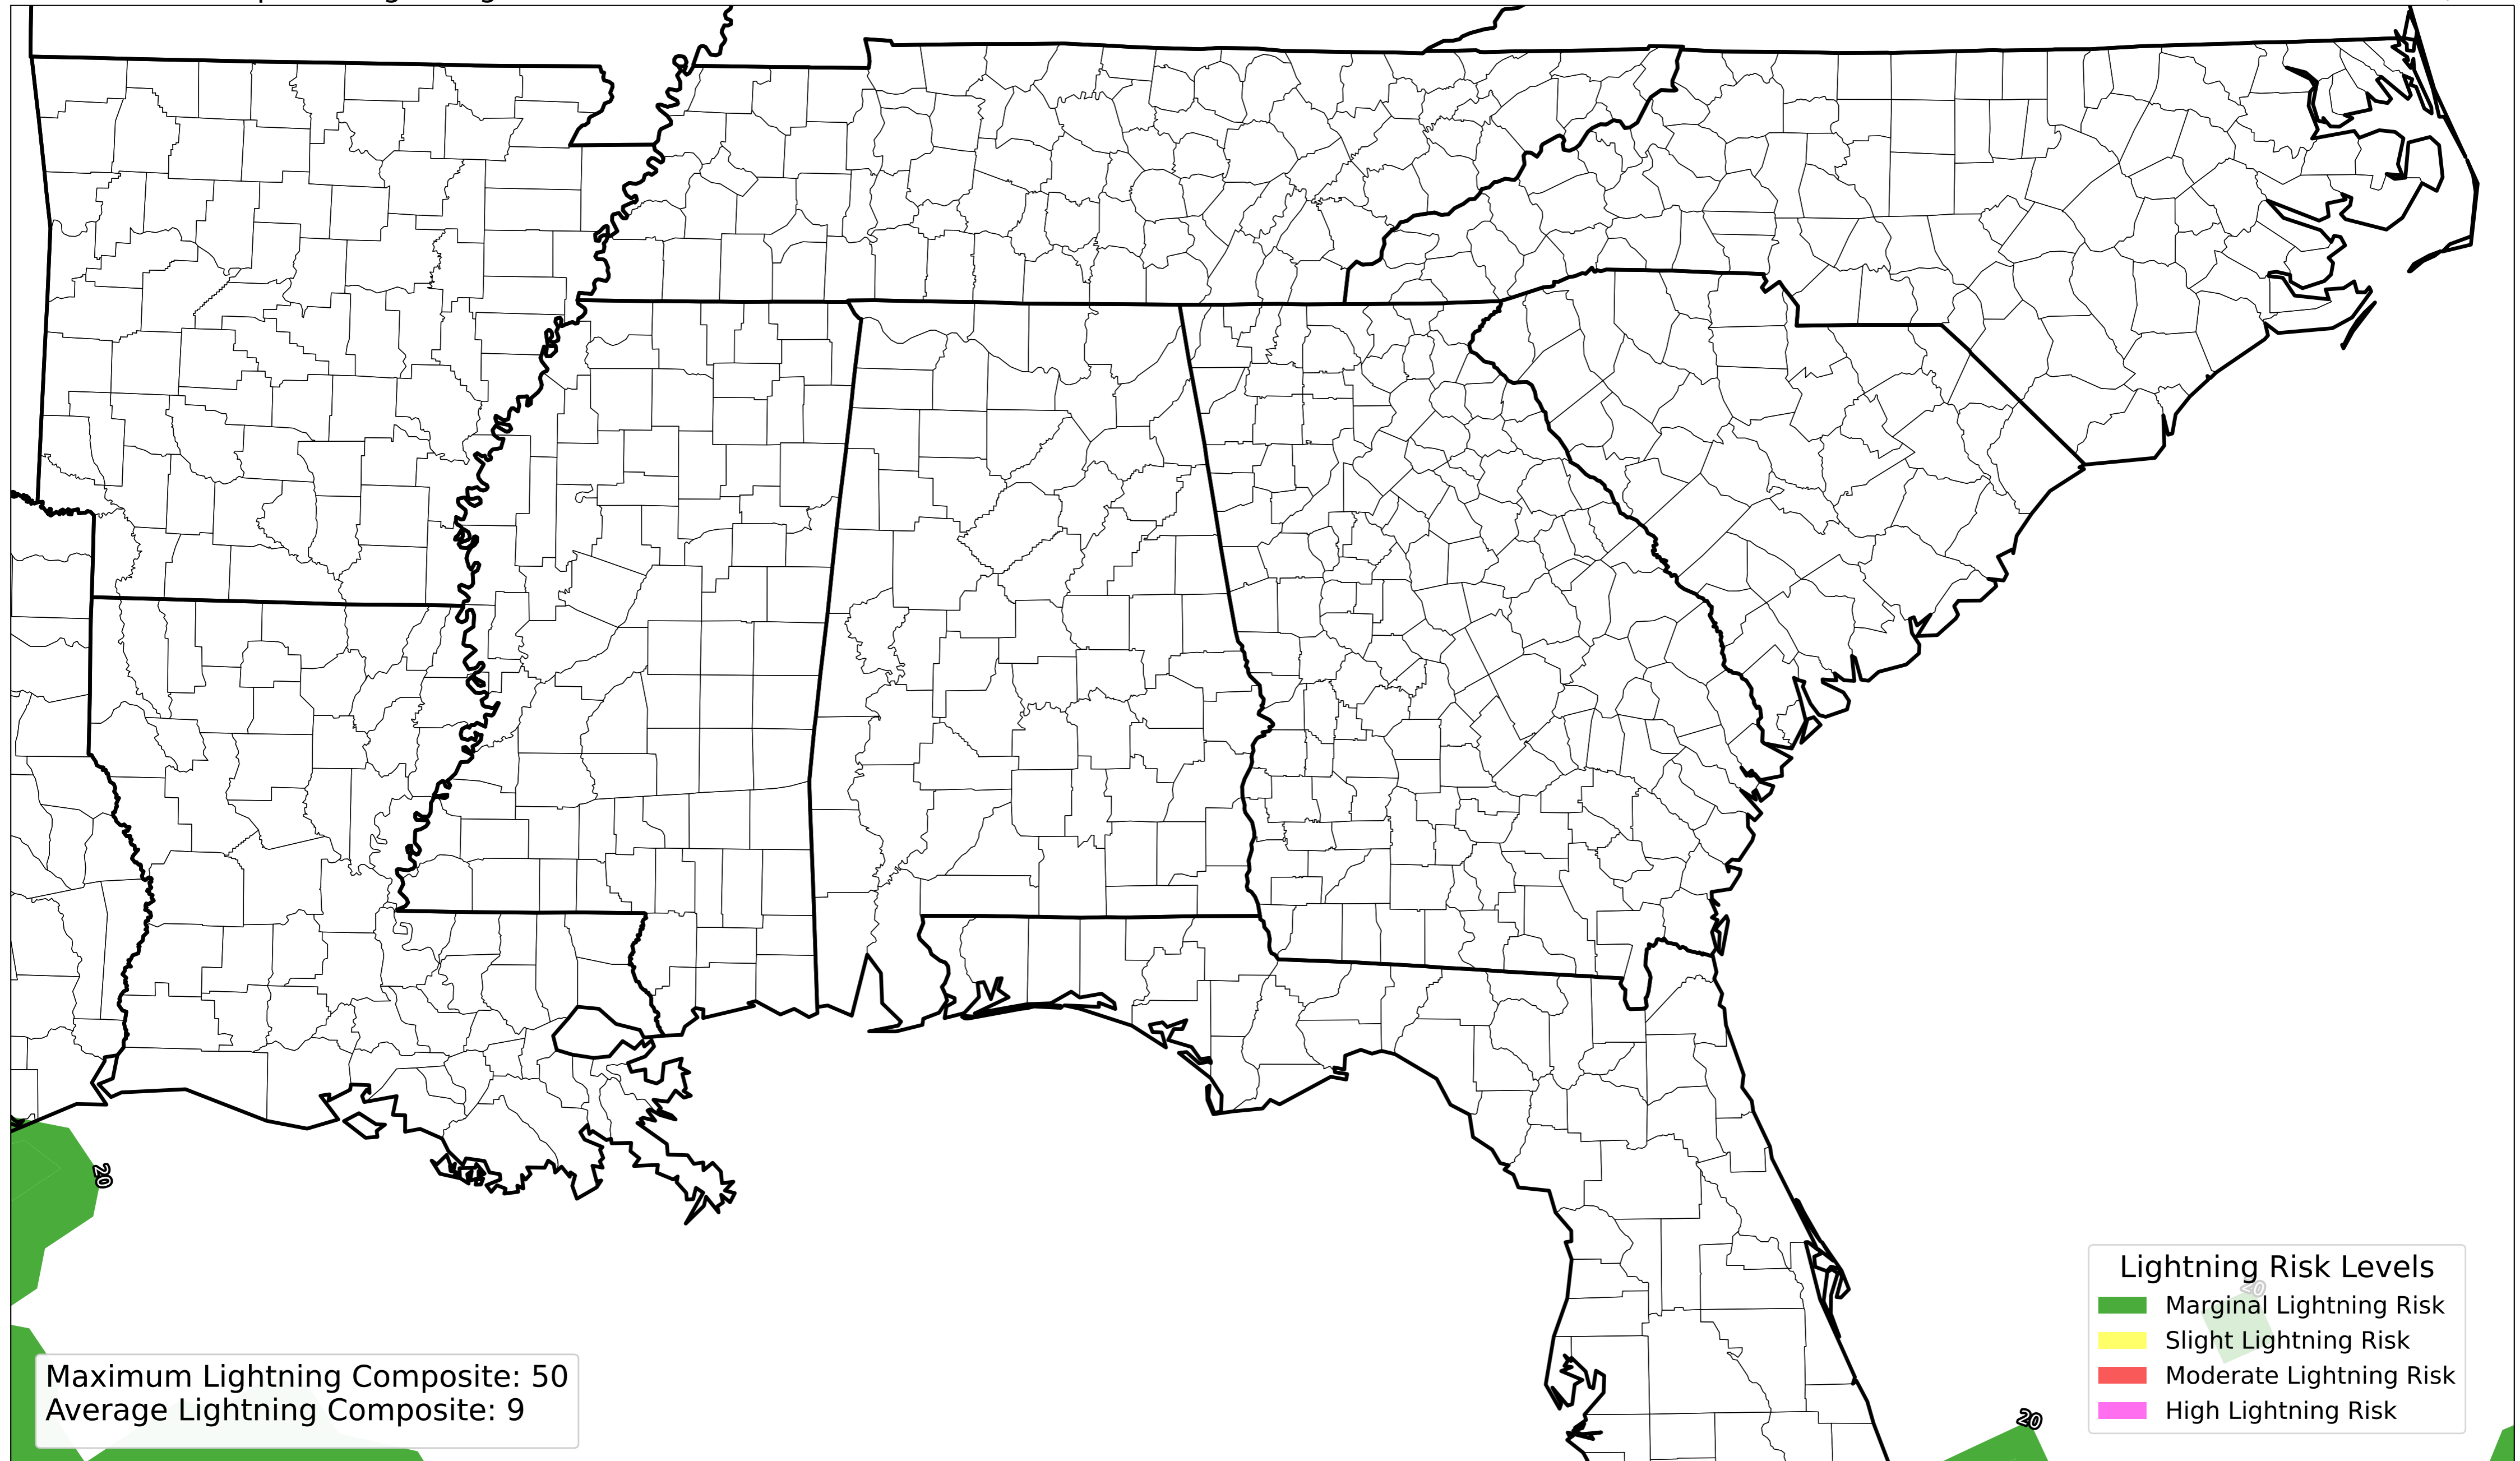 20
Maximum Lightning Composite: 50
Average Lightning Composite: 9
Lightning Risk Levels
20
Marginal Lightning Risk
Slight Lightning Risk
Moderate Lightning Risk
High Lightning Risk
20